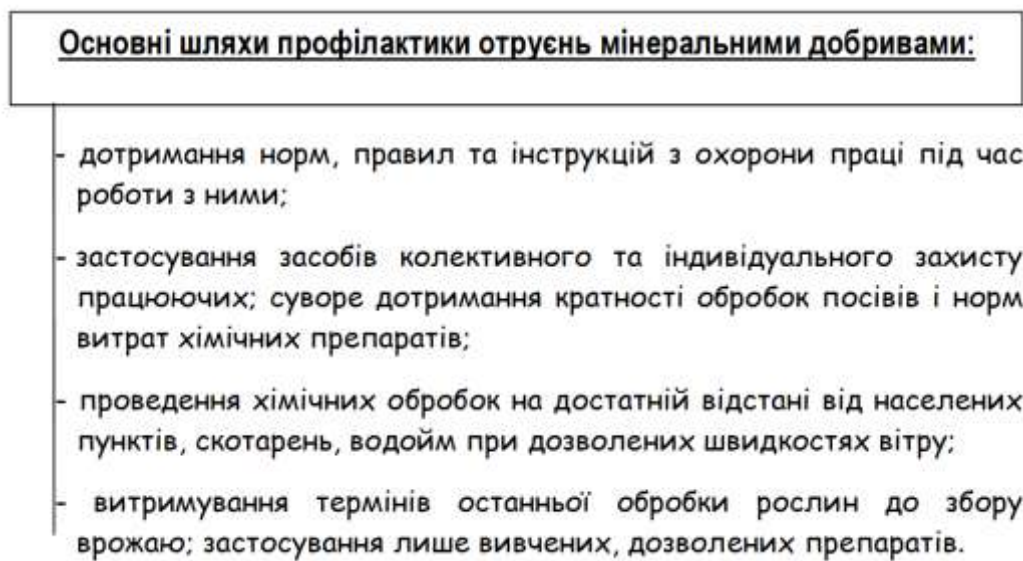 Основні шляхи профілактики отруєнь мінеральними добривами:
- дотримання норм, правил та інструкцій з охорони праці під час
роботи з ними;
- застосування засобів колективного та індивідуального захисту
працюючих; суворе дотримання кратності обробок посівів і норм
витрат хімічних препаратів;
- проведення хімічних обробок на достатній відстані від населених
пунктів, скотарень, водойм при дозволених швидкостях вітру;
- витримування термінів останньої обробки рослин до збору
врожаю; застосування лише вивчених, дозволених препаратів.